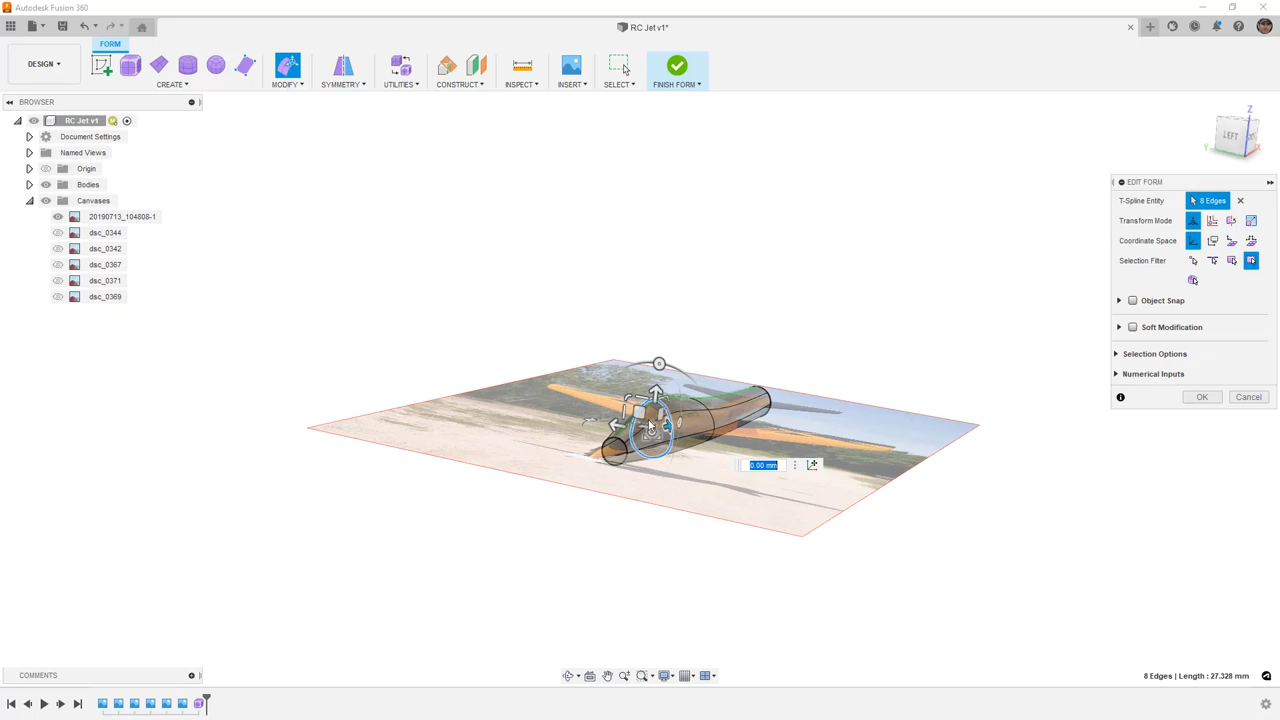 Autodesk Fusion 360
RC Jet v1*
DESIGN
FORM
CREATE
MODIFY
SYMMETRY
UTILITIES
CONSTRUCT
INSPECT
INSERT
SELECT
FINISH FORM
BROWSER
RC Jet v1
Document Settings
Named Views
Origin
Bodies
Canvases
20190713_104808-1
dsc_0344
dsc_0342
dsc_0367
dsc_0371
dsc_0369
Z
LEFT
Y
X
EDIT FORM
T-Spline Entity 8 Edges
Transform Mode
Coordinate Space
Selection Filter
Object Snap
Soft Modification
Selection Options
Numerical Inputs
OK Cancel
0.00 mm
COMMENTS
8 Edges | Length : 27.328 mm